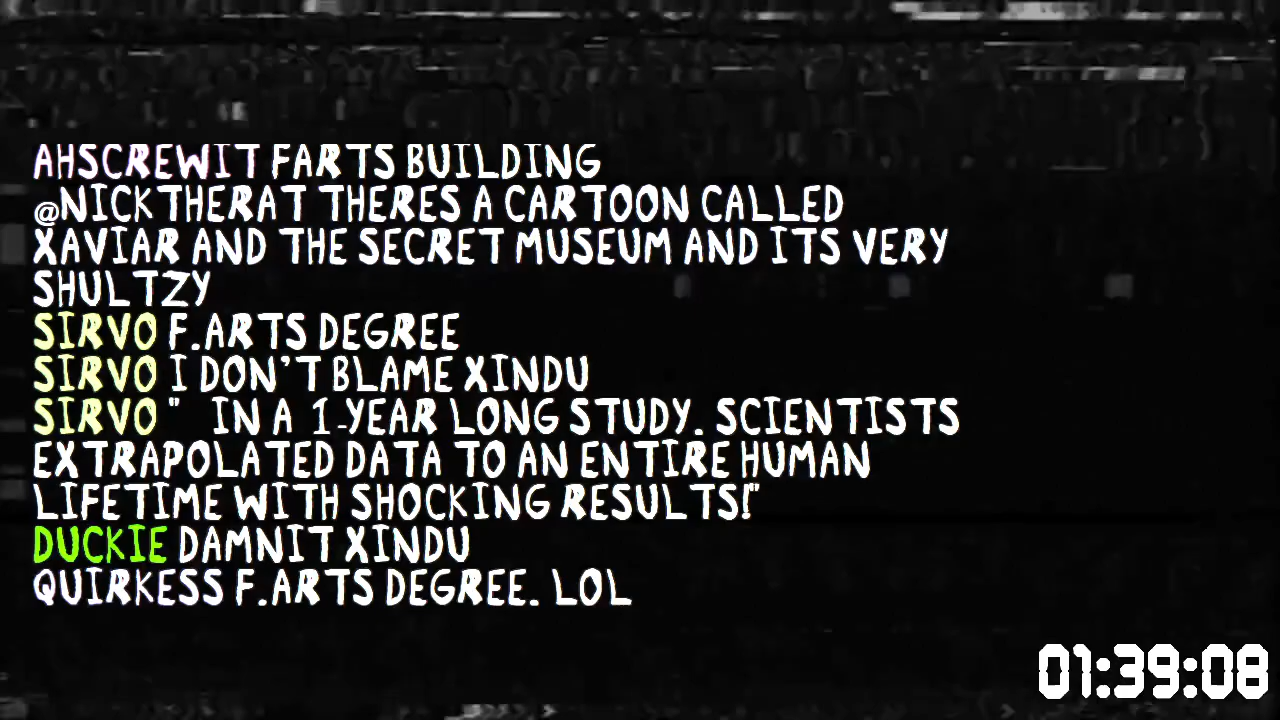 AHSCREWIT FARTS BUILDING
@NICKTHERAT THERES A CARTOON CALLED
XAVIAR AND THE SECRET MUSEUM AND ITS VERY
SHULTZY
SIRVO F.ARTS DEGREE
SIRVO I DON'T BLAME XINDU
SIRVO " IN A 1-YEAR LONG STUDY. SCIENTISTS
EXTRAPOLATED DATA TO AN ENTIRE HUMAN
LIFETIME WITH SHOCKING RESULTS!"
DUCKIE DAMNIT XINDU
QUIRKESS F.ARTS DEGREE. LOL
01:39:08